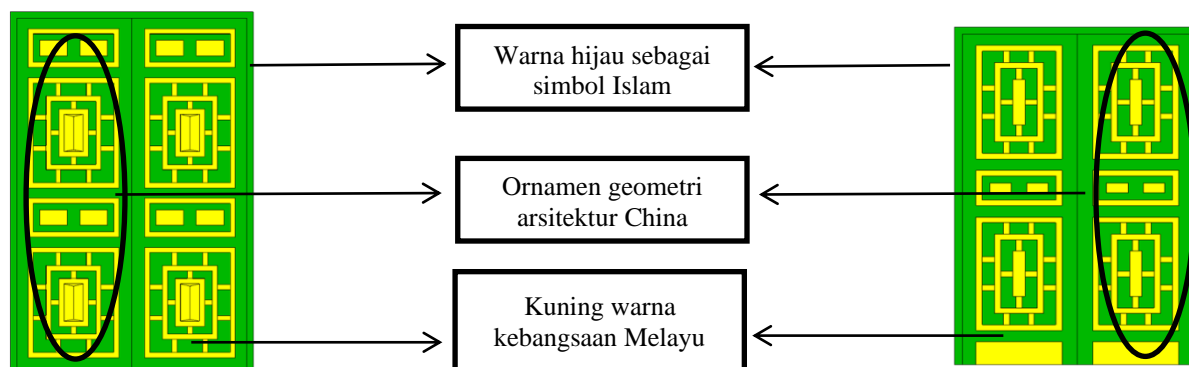 Warna hijau sebagai
simbol Islam
Ornamen geometri
arsitektur China
Kuning warna
kebangsaan Melayu